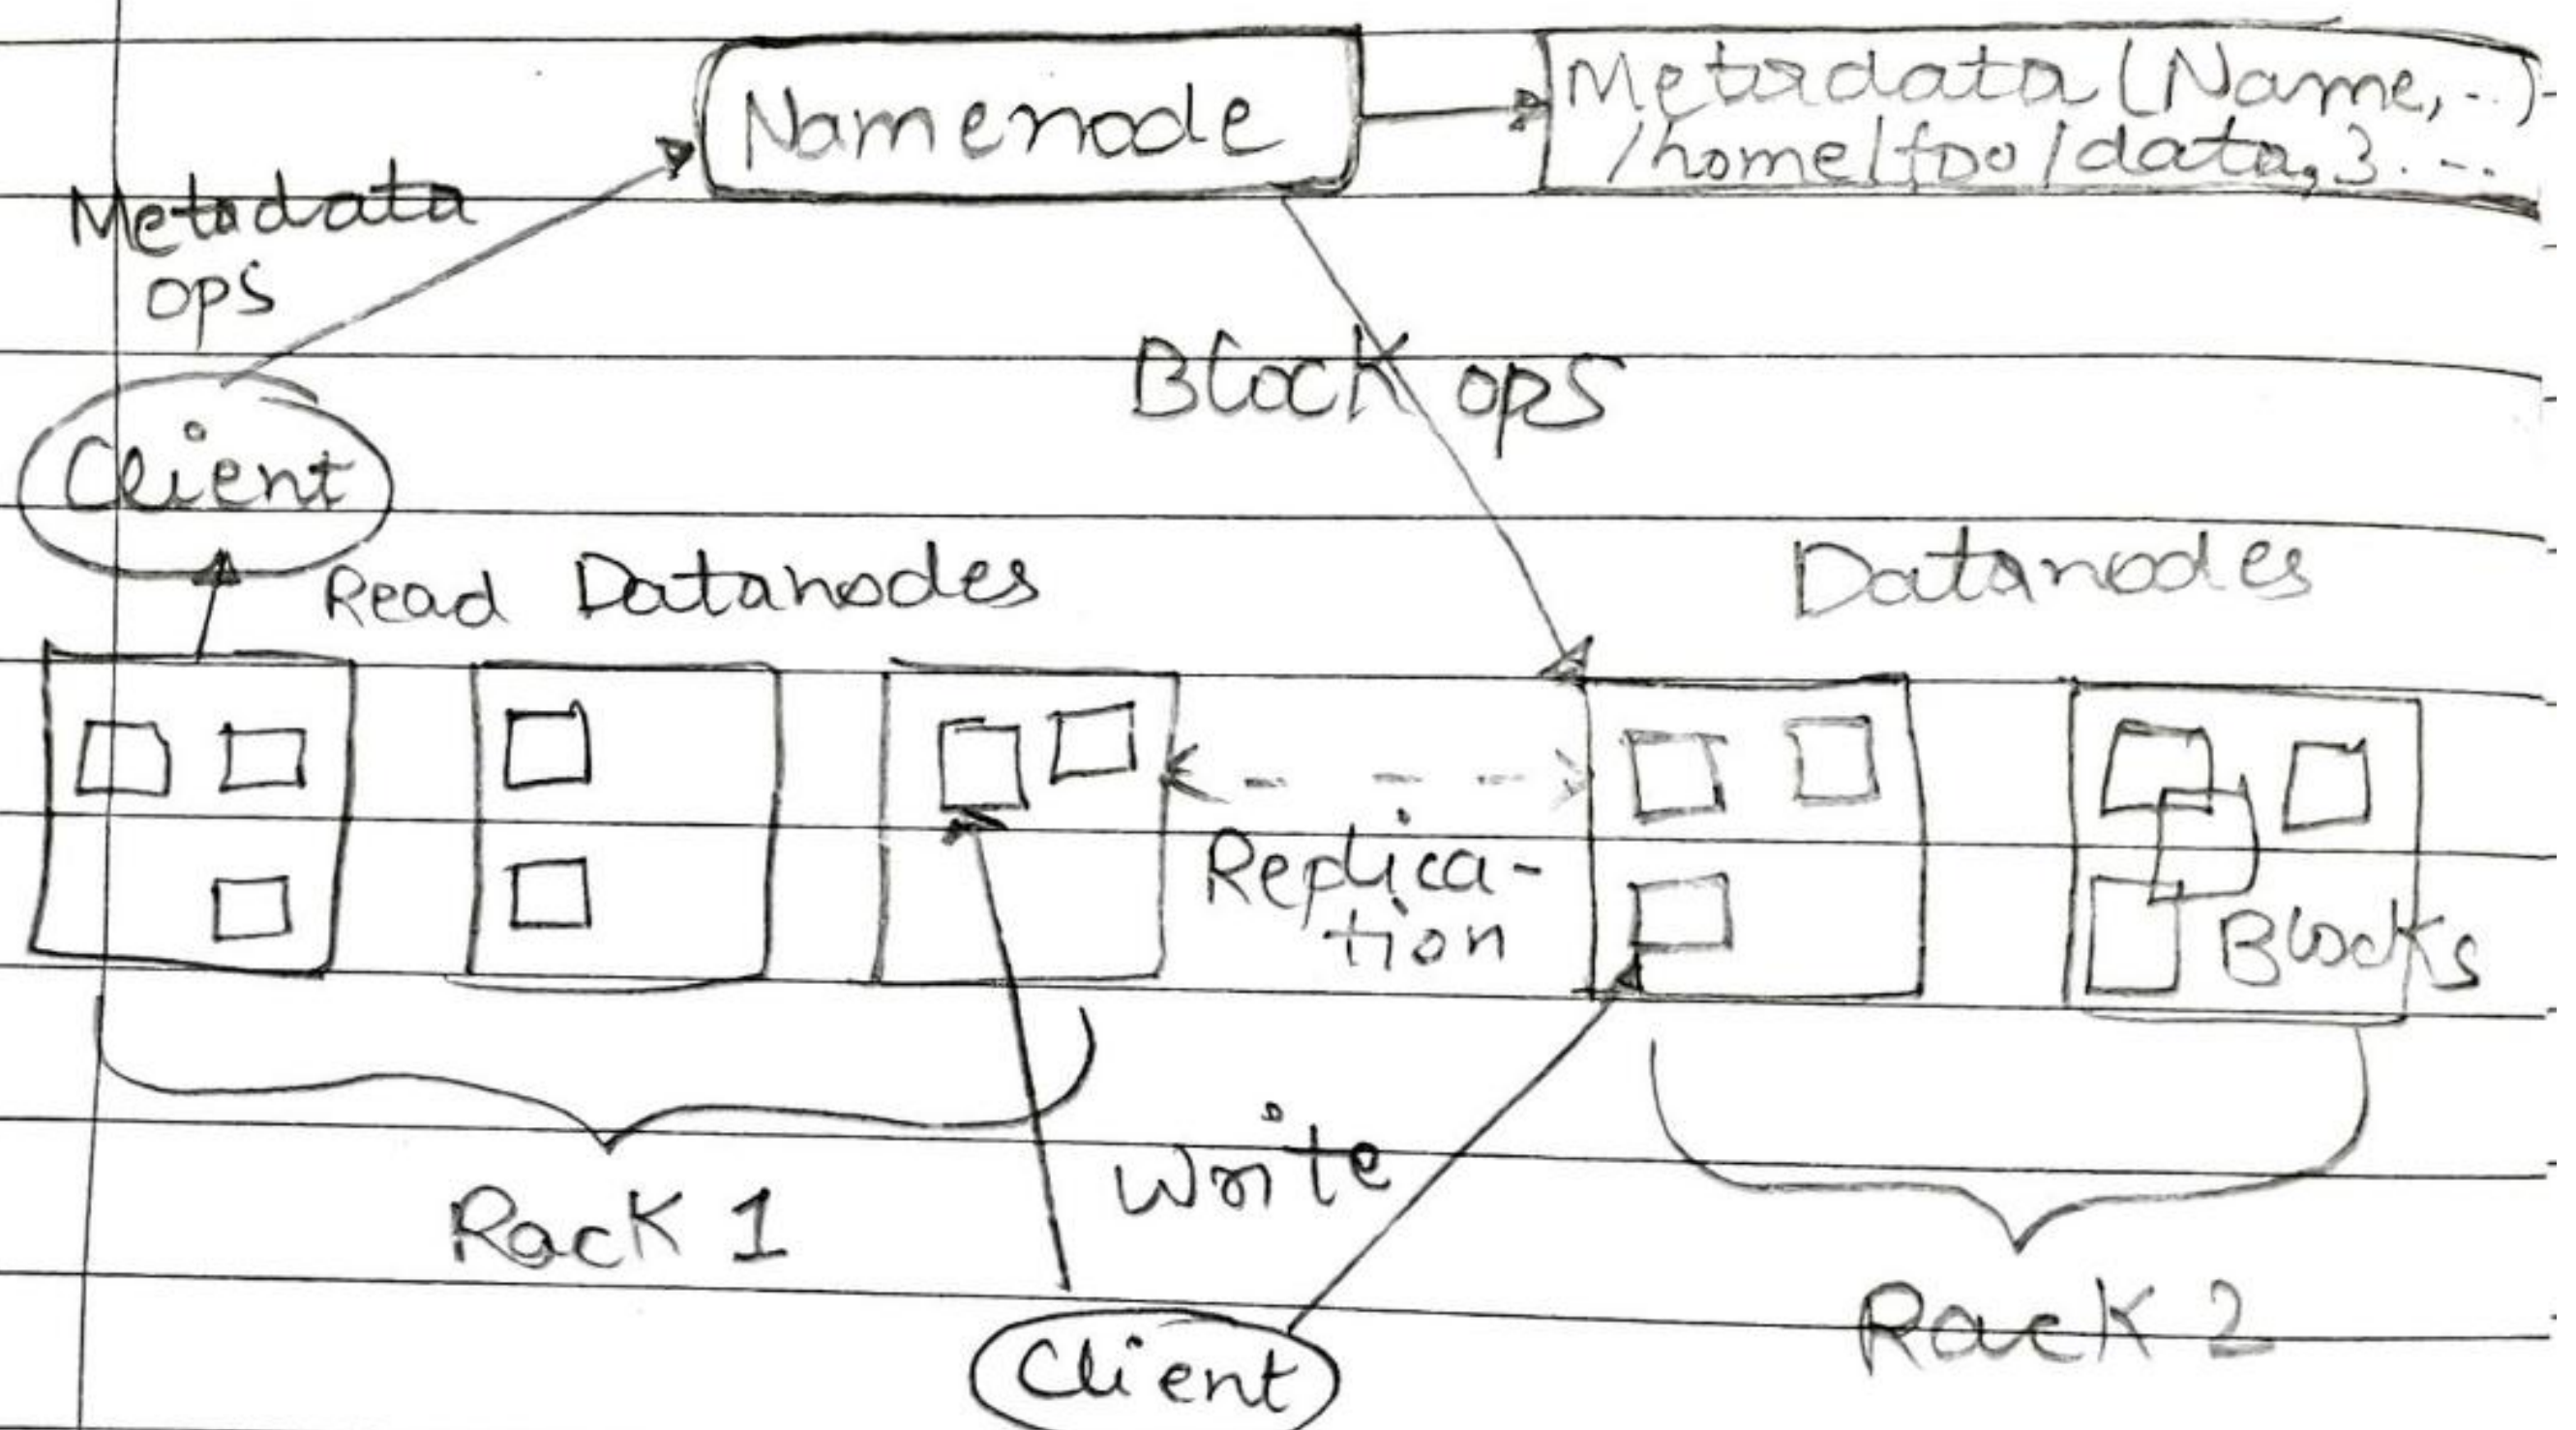 Namenode
Metadata (Name, ..)
/home/foo/data, 3. ...
Metadata
ops
Block ops
Client
Read Datanodes
Datanodes
Replica-
tion
Blocks
Write
Rack 1
Rack 2
Client